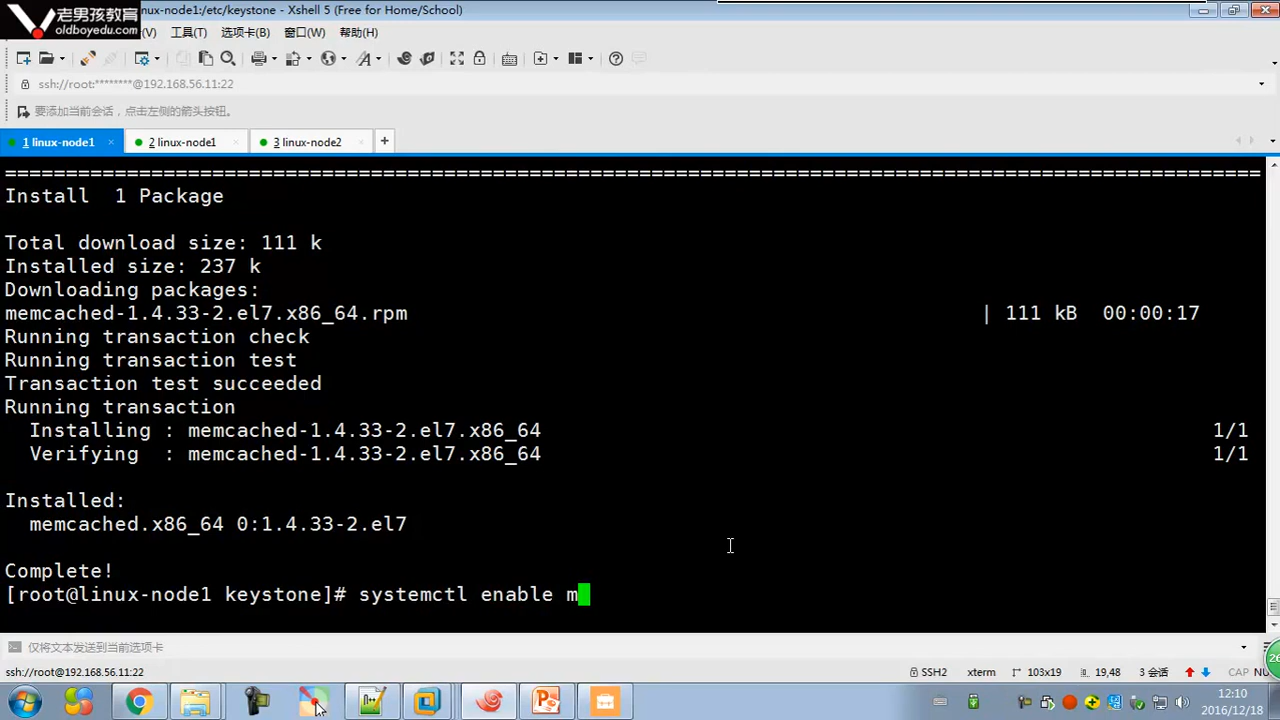 老男孩教育
oldboyedu.com
nux-node1:/etc/keystone - Xshell 5 (Free for Home/School)
(V) 工具(T) 选项卡(B) 窗口(W) 帮助(H)
ssh://root:********@192.168.56.11:22
要添加当前会话，点击左侧的箭头按钮。
1 linux-node1 × 2 linux-node1 × 3 linux-node2 × +
Install  1 Package
Total download size: 111 k
Installed size: 237 k
Downloading packages:
memcached-1.4.33-2.el7.x86_64.rpm | 111 kB  00:00:17
Running transaction check
Running transaction test
Transaction test succeeded
Running transaction
Installing : memcached-1.4.33-2.el7.x86_64 1/1
Verifying  : memcached-1.4.33-2.el7.x86_64 1/1
Installed:
memcached.x86_64 0:1.4.33-2.el7
Complete!
[root@linux-node1 keystone]# systemctl enable m
仅将文本发送到当前选项卡
ssh://root@192.168.56.11:22 SSH2 xterm 103x19 19,48 3 会话 CAP NU
26
12:10
2016/12/18